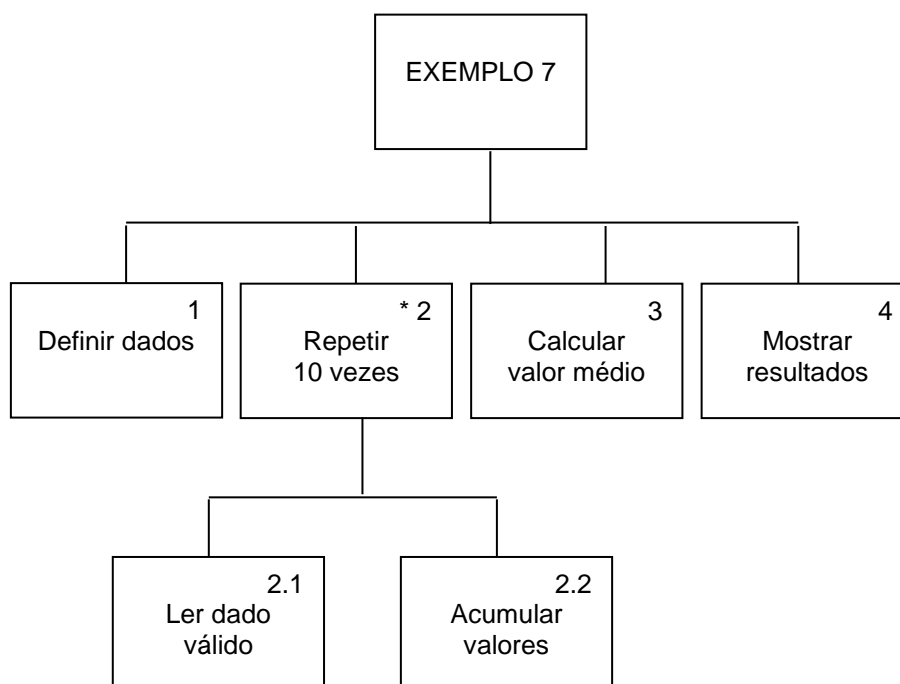 EXEMPLO 7
1
Definir dados
* 2
Repetir
10 vezes
3
Calcular
valor médio
4
Mostrar
resultados
2.1
Ler dado
válido
2.2
Acumular
valores